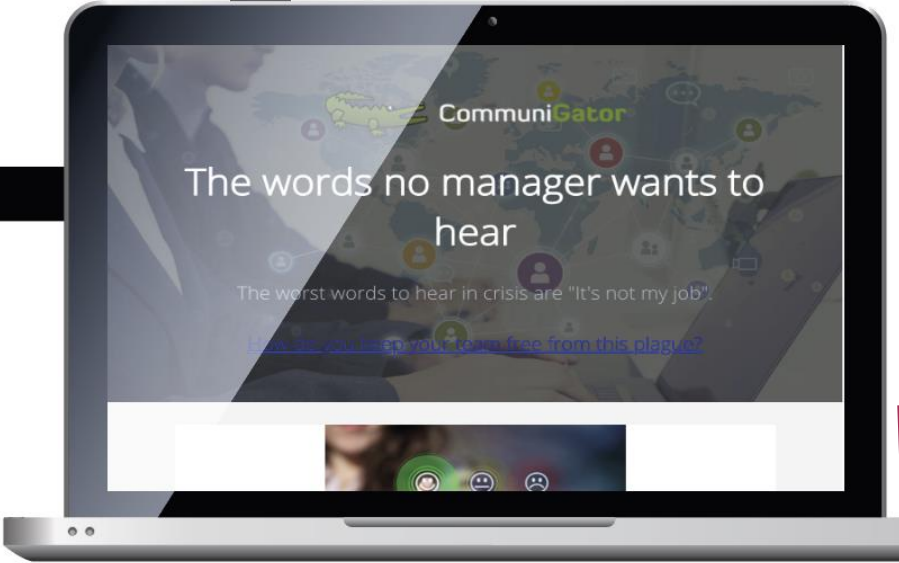 CommuniGator
The words no manager wants to
hear
The worst words to hear in crisis are "It's not my job".
How do you keep your team free from this plague?